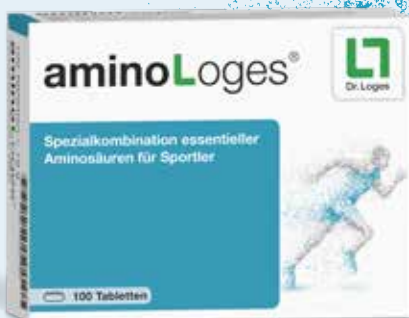 aminoLoges®
Dr. Loges
Spezialkombination essentieller
Aminosäuren für Sportler
100 Tabletten